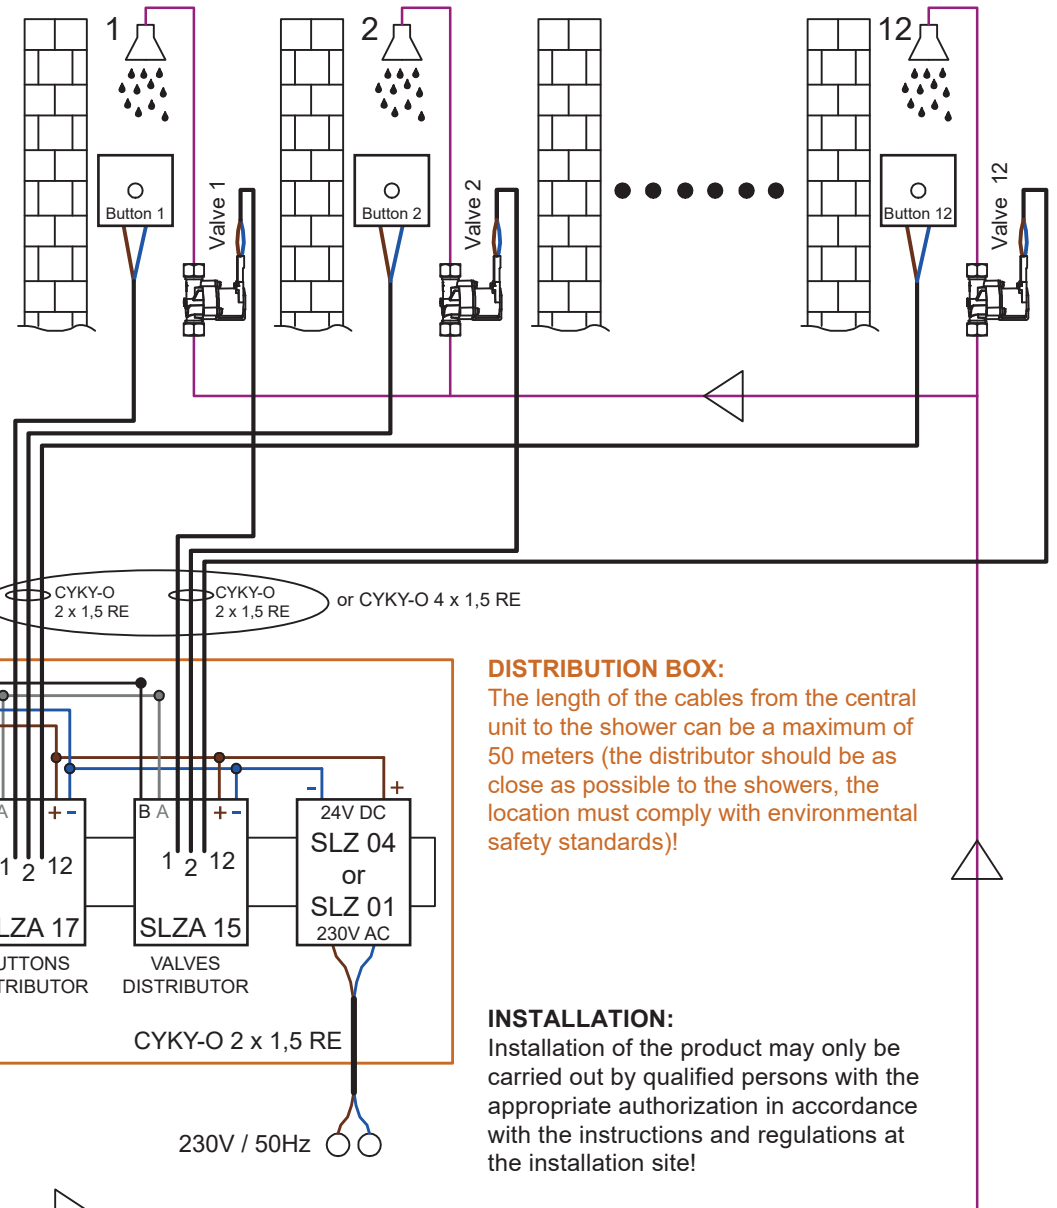 1
2
12
Button 1
Valve 1
Button 2
Valve 2
Button 12
Valve 12
CYKY-O
2 x 1,5 RE
CYKY-O
2 x 1,5 RE
or CYKY-O 4 x 1,5 RE
DISTRIBUTION BOX:
The length of the cables from the central
unit to the shower can be a maximum of
50 meters (the distributor should be as
close as possible to the showers, the
location must comply with environmental
safety standards)!
A
+ -
1 2 12
LZA 17
UTTONS
TRIBUTOR
B A
+ -
1 2 12
SLZA 15
VALVES
DISTRIBUTOR
- +
24V DC
SLZ 04
or
SLZ 01
230V AC
CYKY-O 2 x 1,5 RE
230V / 50Hz
INSTALLATION:
Installation of the product may only be
carried out by qualified persons with the
appropriate authorization in accordance
with the instructions and regulations at
the installation site!